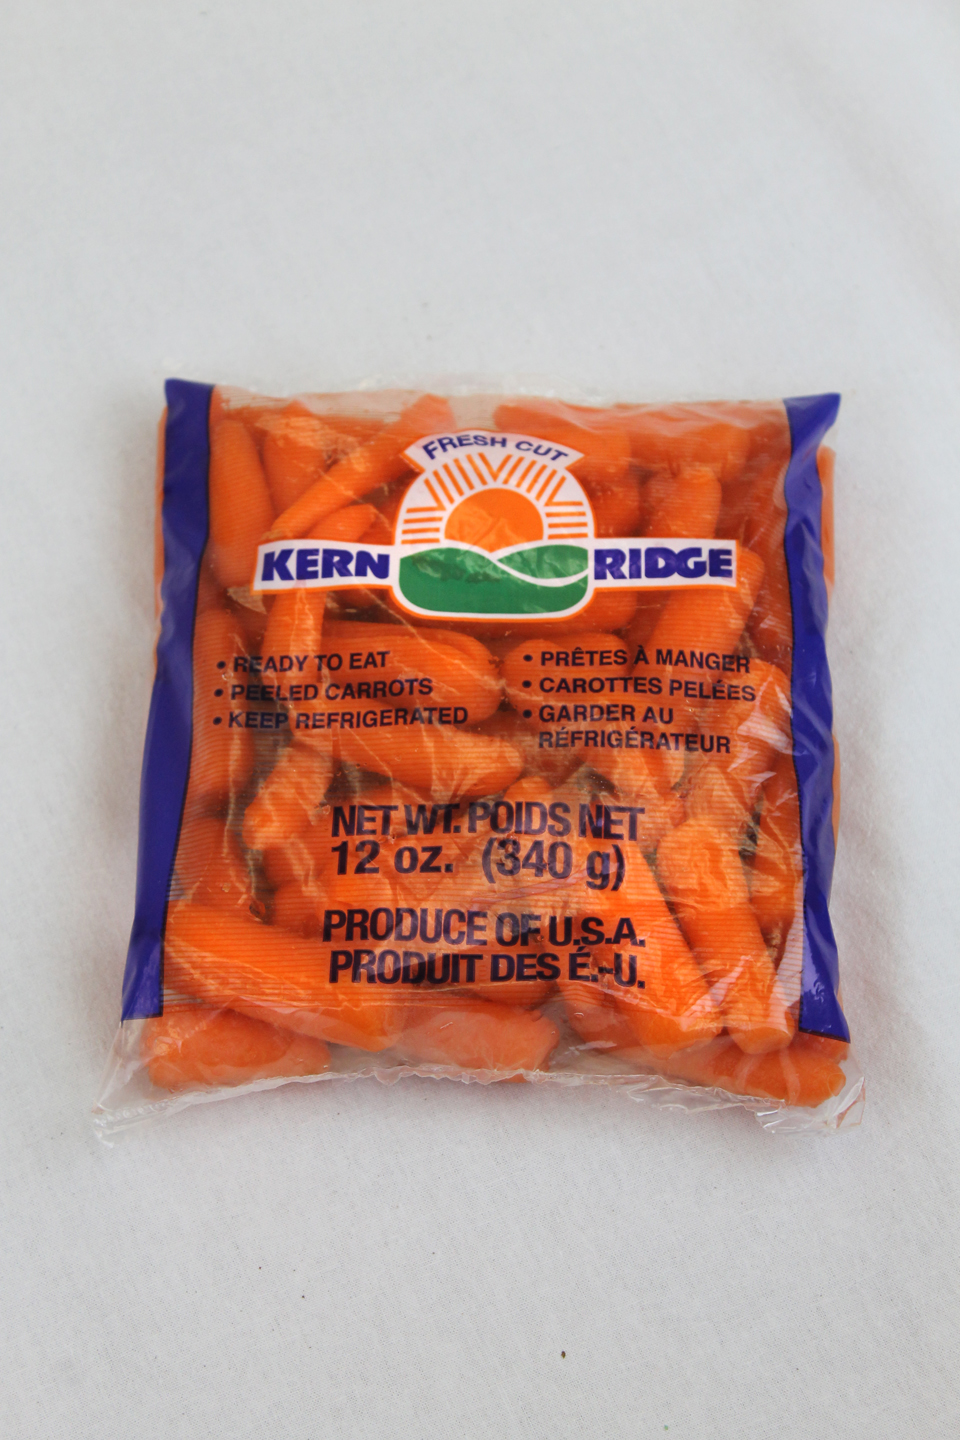 FRESH CUT
KERN RIDGE
• READY TO EAT
• PEELED CARROTS
• KEEP REFRIGERATED
• PRÊTES À MANGER
• CAROTTES PELÉES
• GARDER AU
RÉFRIGÉRATEUR
NET WT. POIDS NET
12 oz. (340 g)
PRODUCE OF U.S.A.
PRODUIT DES É.-U.